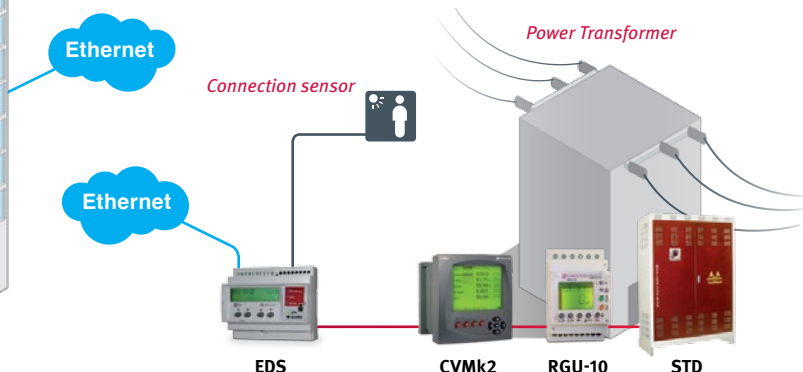 Ethernet
Power Transformer
Connection sensor
Ethernet
EDS
CVMk2
RGU-10
STD